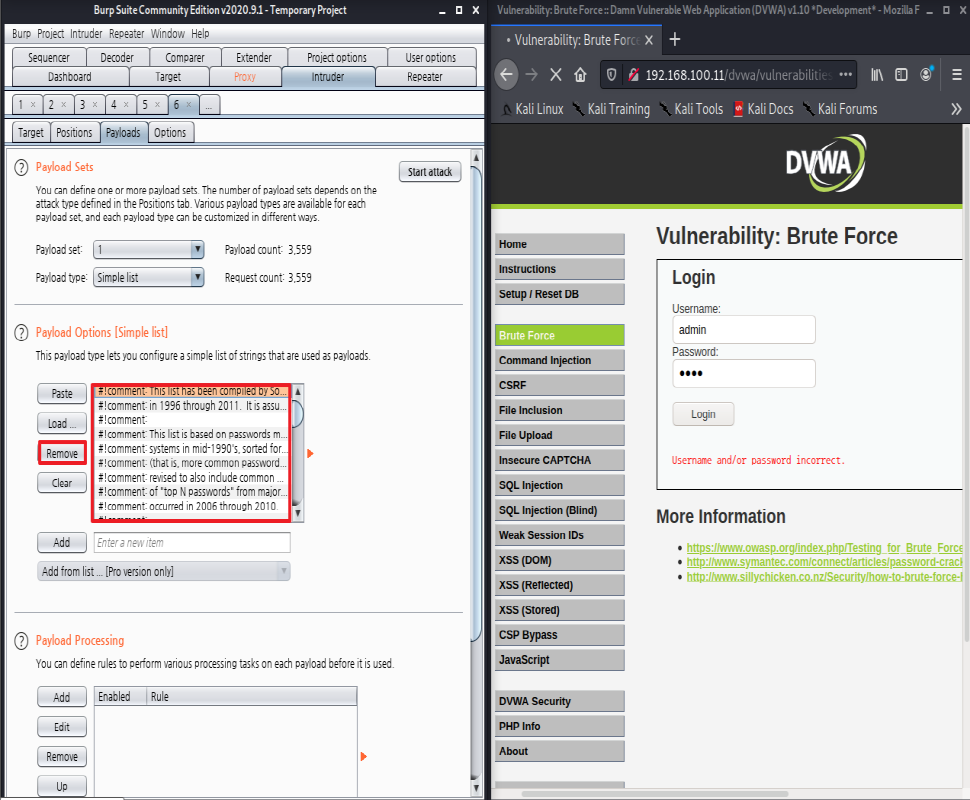 Burp Suite Community Edition v2020.9.1 - Temporary Project
Burp Project Intruder Repeater Window Help
Sequencer Decoder Comparer Extender Project options User options
Dashboard Target Proxy Intruder Repeater
1 × 2 × 3 × 4 × 5 × 6 × ...
Target Positions Payloads Options
? Payload Sets
Start attack
You can define one or more payload sets. The number of payload sets depends on the
attack type defined in the Positions tab. Various payload types are available for each
payload set, and each payload type can be customized in different ways.
Payload set: 1 Payload count: 3,559
Payload type: Simple list Request count: 3,559
? Payload Options [Simple list]
This payload type lets you configure a simple list of strings that are used as payloads.
Paste
Load ...
Remove
Clear
#!comment: This list has been compiled by So...
#!comment: in 1996 through 2011. It is assu...
#!comment:
#!comment: This list is based on passwords m...
#!comment: systems in mid-1990's, sorted for...
#!comment: (that is, more common password...
#!comment: revised to also include common ...
#!comment: of "top N passwords" from major...
#!comment: occurred in 2006 through 2010.
#!comment:
Add Enter a new item
Add from list ... [Pro version only]
? Payload Processing
You can define rules to perform various processing tasks on each payload before it is used.
Add
Edit
Remove
Up
Enabled Rule
Vulnerability: Brute Force :: Damn Vulnerable Web Application (DVWA) v1.10 *Development* - Mozilla F
• Vulnerability: Brute Forc
192.168.100.11/dvwa/vulnerabilities
Kali Linux Kali Training Kali Tools Kali Docs Kali Forums
DVWA
Home
Instructions
Setup / Reset DB
Brute Force
Command Injection
CSRF
File Inclusion
File Upload
Insecure CAPTCHA
SQL Injection
SQL Injection (Blind)
Weak Session IDs
XSS (DOM)
XSS (Reflected)
XSS (Stored)
CSP Bypass
JavaScript
DVWA Security
PHP Info
About
Vulnerability: Brute Force
Login
Username:
admin
Password:
••••
Login
Username and/or password incorrect.
More Information
• https://www.owasp.org/index.php/Testing_for_Brute_Force
• http://www.symantec.com/connect/articles/password-crack
• http://www.sillychicken.co.nz/Security/how-to-brute-force-